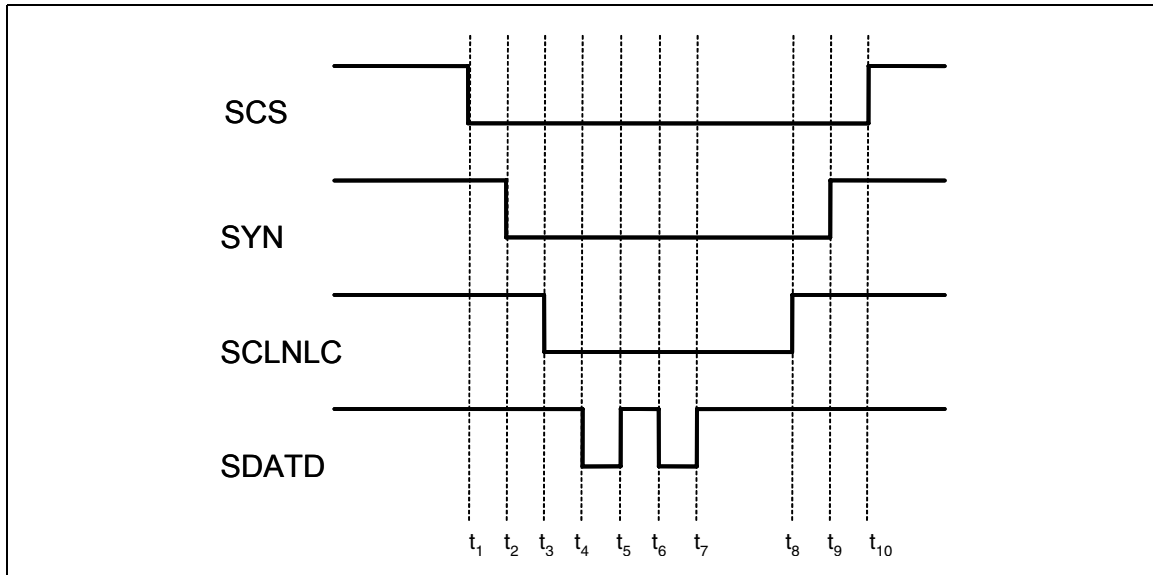 SCS
SYN
SCLNLC
SDATD
t₁ t₂ t₃ t₄ t₅ t₆ t₇ t₈ t₉ t₁₀